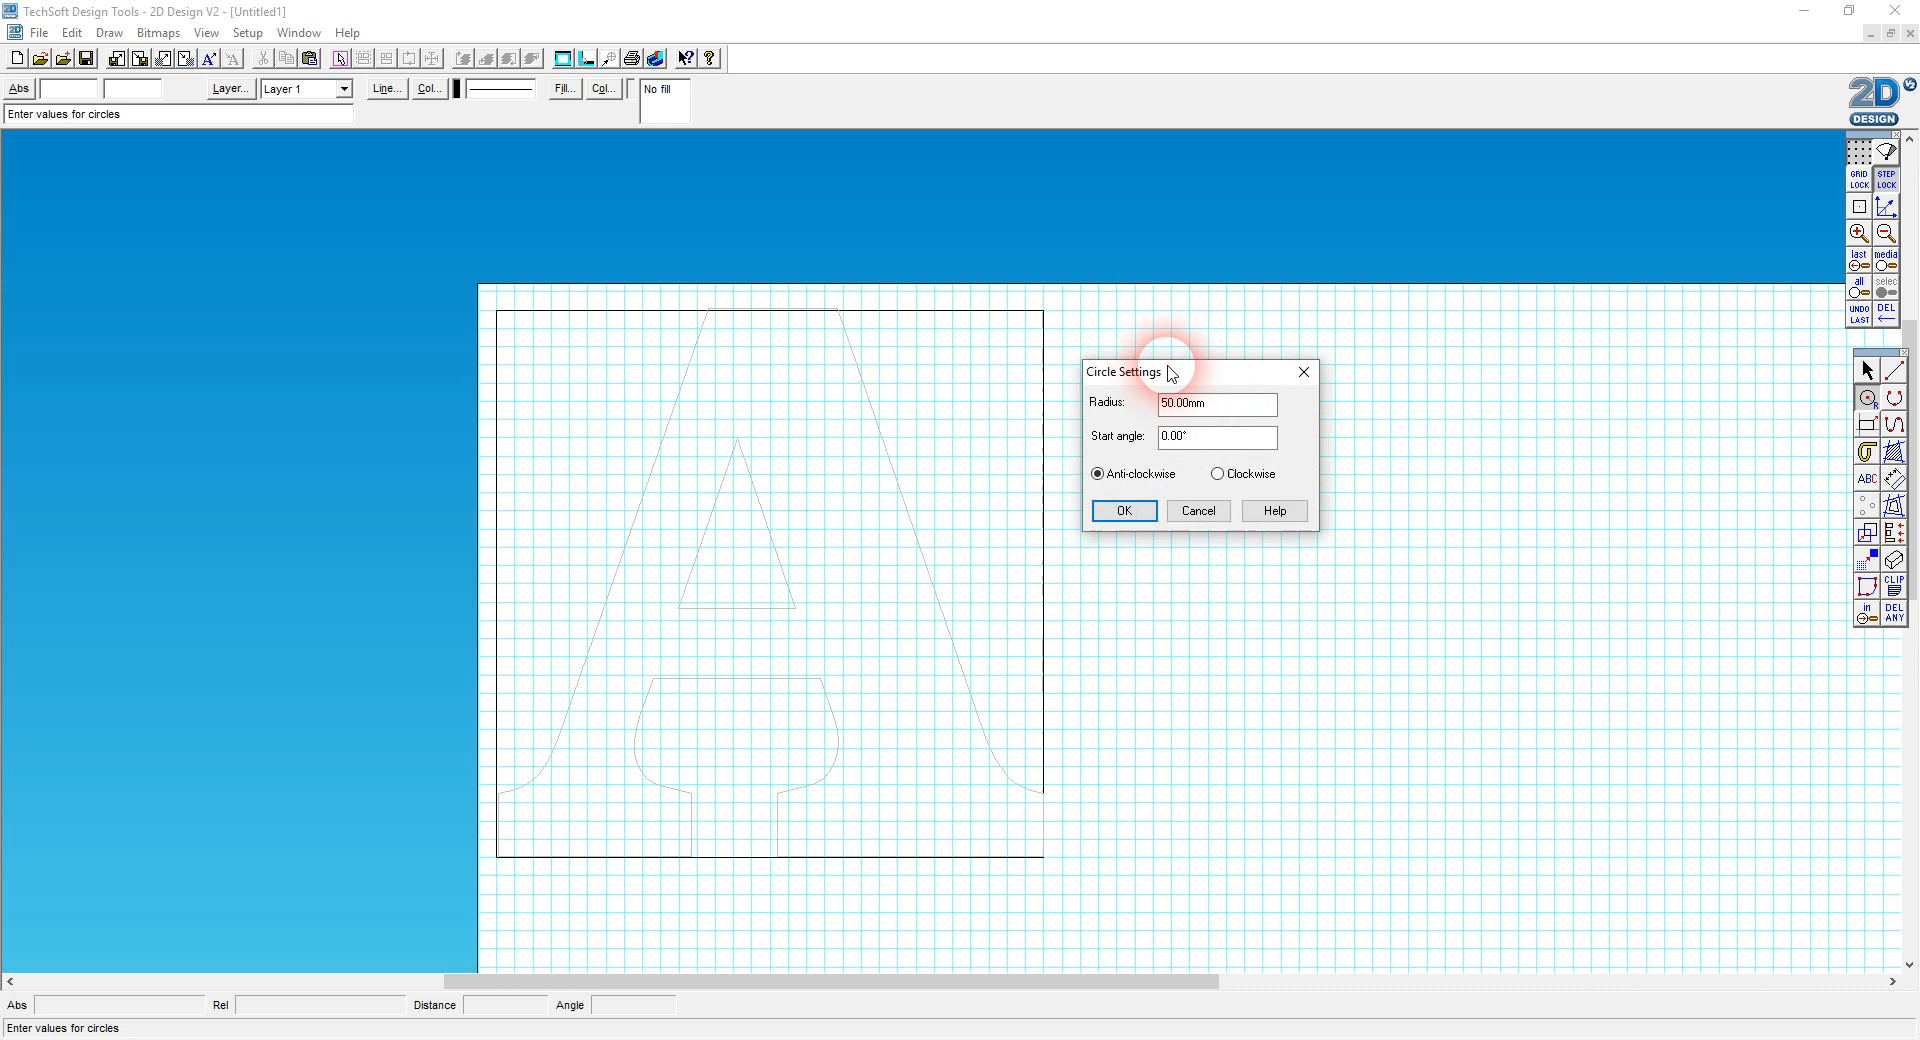 TechSoft Design Tools - 2D Design V2 - [Untitled1]
File Edit Draw Bitmaps View Setup Window Help
Abs Layer... Layer 1 Line... Col... Fill... Col... No fill
Enter values for circles
2D V2
DESIGN
GRID LOCK STEP LOCK
last media
all selec
UNDO LAST DEL
Circle Settings
Radius: 50.00mm
Start angle: 0.00°
Anti-clockwise Clockwise
OK Cancel Help
R
ABC
CLIP
in DEL ANY
Abs Rel Distance Angle
Enter values for circles